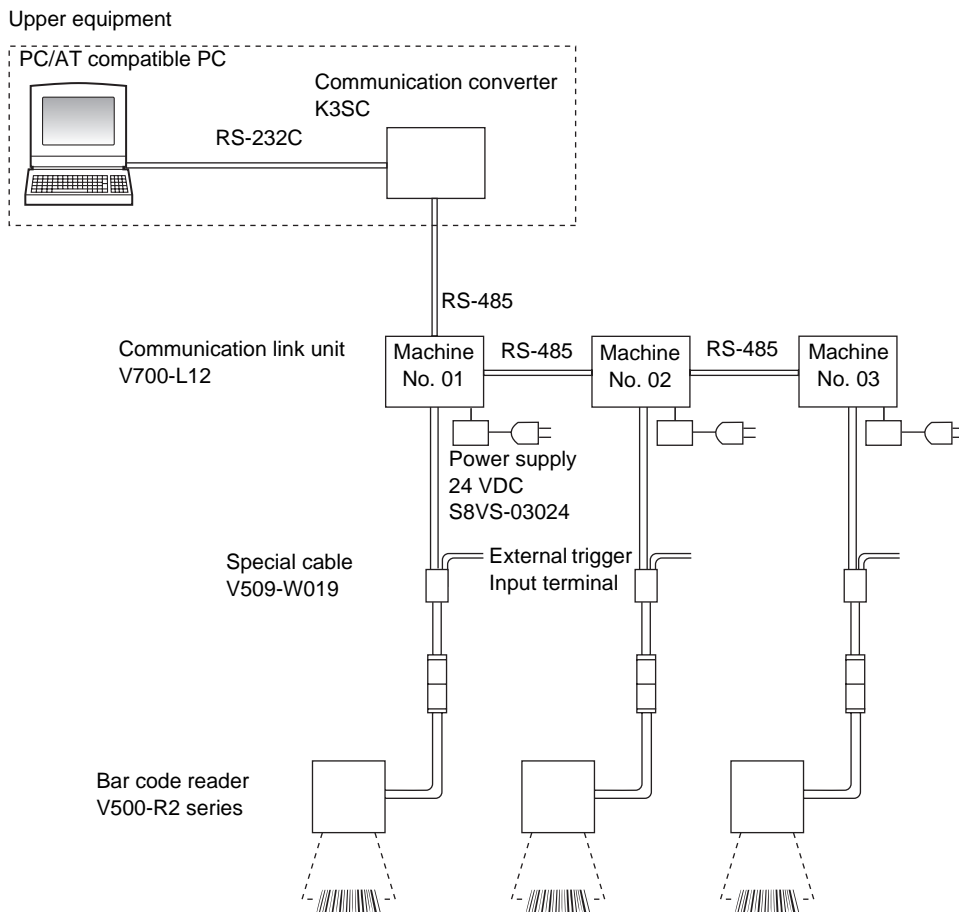 Upper equipment
PC/AT compatible PC
Communication converter
K3SC
RS-232C
RS-485
Communication link unit
V700-L12
Machine
No. 01
RS-485
Machine
No. 02
RS-485
Machine
No. 03
Power supply
24 VDC
S8VS-03024
Special cable
V509-W019
External trigger
Input terminal
Bar code reader
V500-R2 series